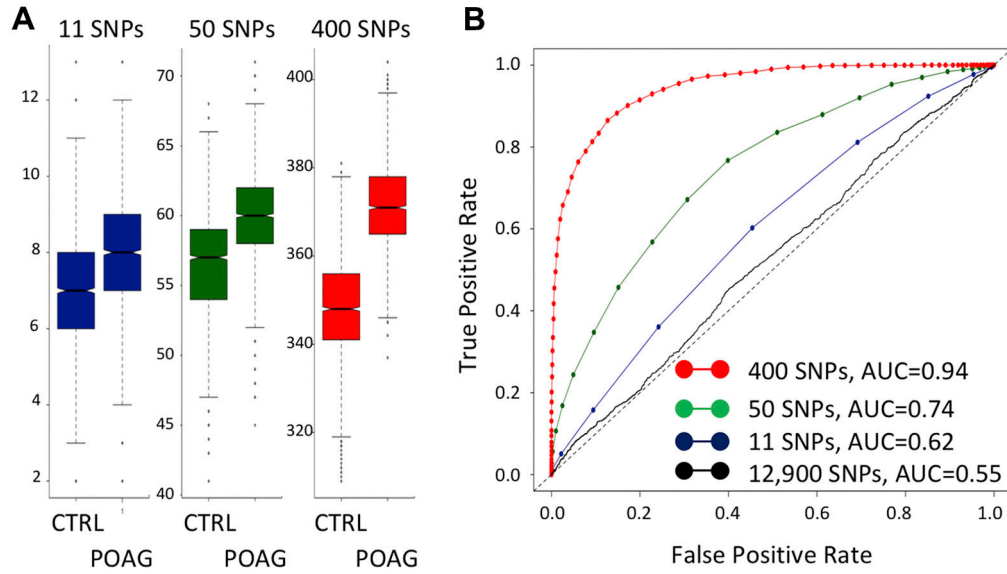 A
11 SNPs
50 SNPs
400 SNPs
12
10
8
6
4
2
70
65
60
55
50
45
40
400
380
360
340
320
CTRL
POAG
CTRL
POAG
CTRL
POAG
B
True Positive Rate
1.0
0.8
0.6
0.4
0.2
0.0
400 SNPs, AUC=0.94
50 SNPs, AUC=0.74
11 SNPs, AUC=0.62
12,900 SNPs, AUC=0.55
0.0 0.2 0.4 0.6 0.8 1.0
False Positive Rate